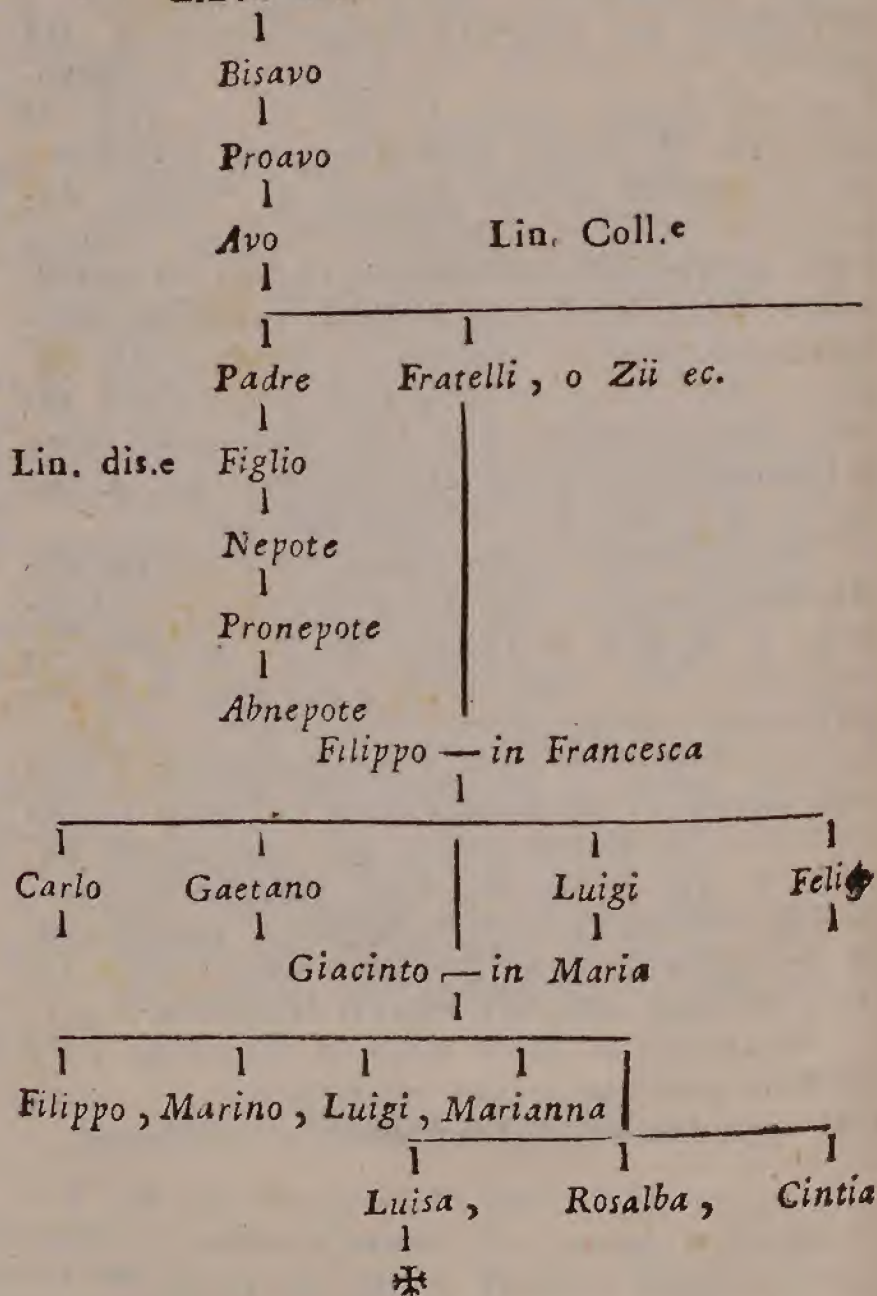 Bisavo
Proavo
Avo
Lin. Coll.e
Padre Fratelli, o Zii ec.
Lin. dis.e Figlio
Nepote
Pronepote
Abnepote
Filippo — in Francesca
Carlo Gaetano Luigi
Giacinto — in Maria
Filippo, Marino, Luigi, Marianna
Luisa, Rosalba, Cintia